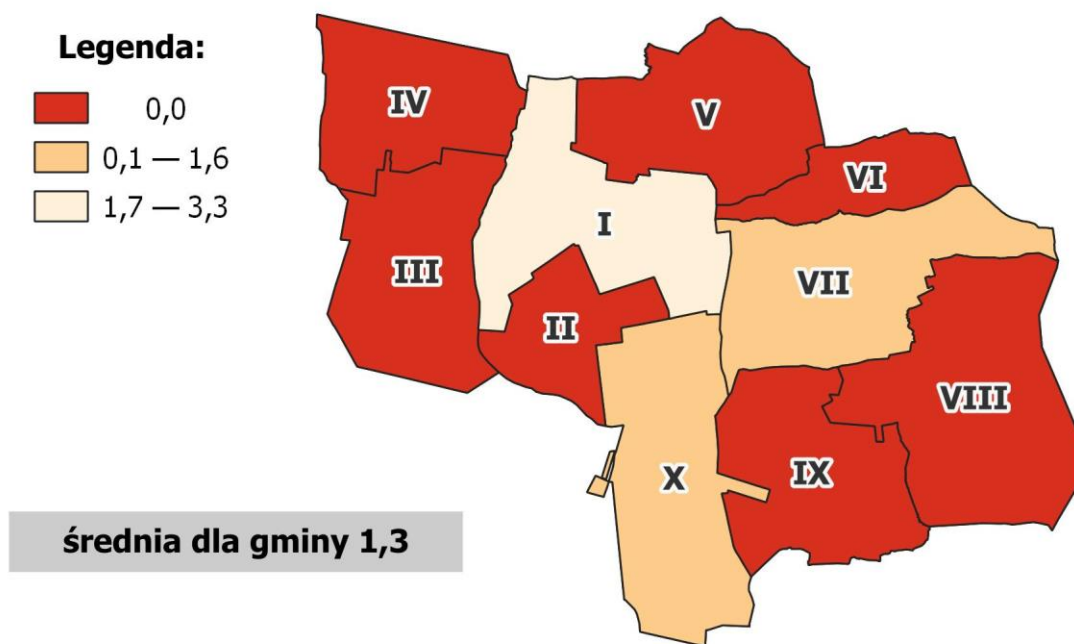 Legenda:
0,0
0,1 — 1,6
1,7 — 3,3
IV
V
VI
I
III
VII
II
VIII
IX
X
średnia dla gminy 1,3